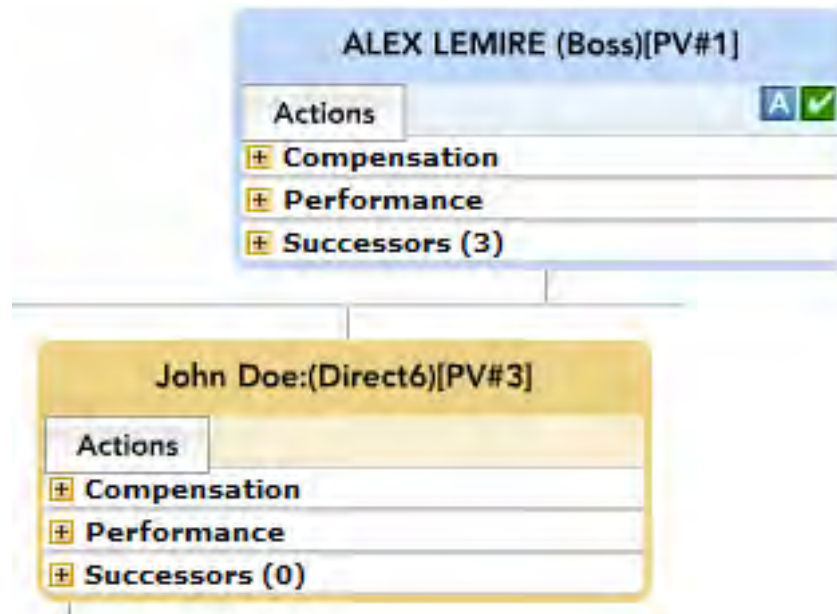 ALEX LEMIRE (Boss)[PV#1]
Actions
A
Compensation
Performance
Successors (3)
John Doe:(Direct6)[PV#3]
Actions
Compensation
Performance
Successors (0)